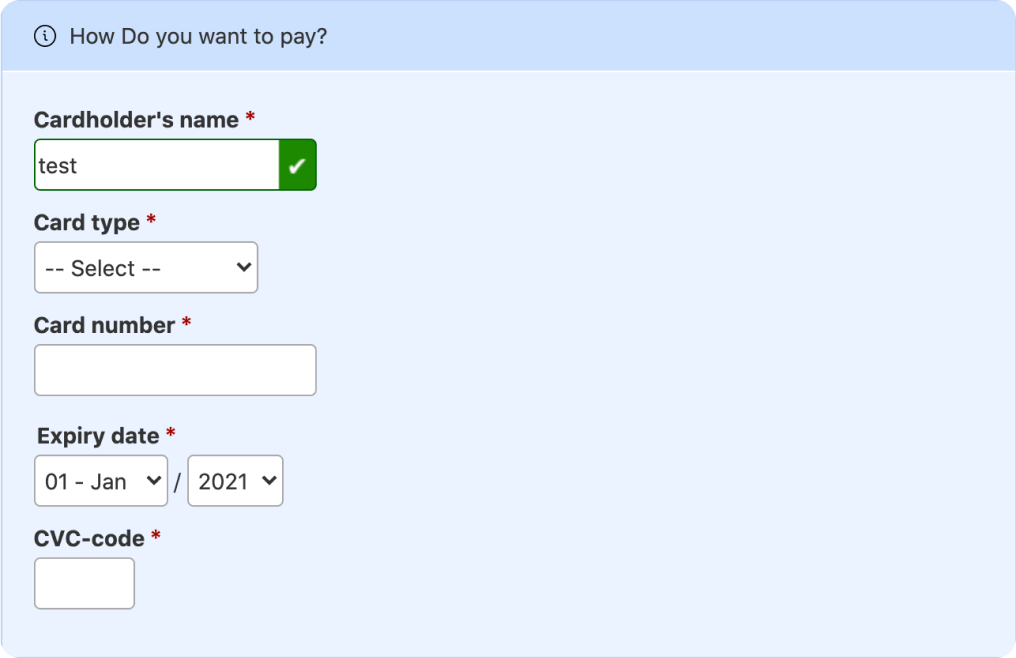 How Do you want to pay?
Cardholder's name *
test
Card type *
-- Select --
Card number *
Expiry date *
01 - Jan / 2021
CVC-code *